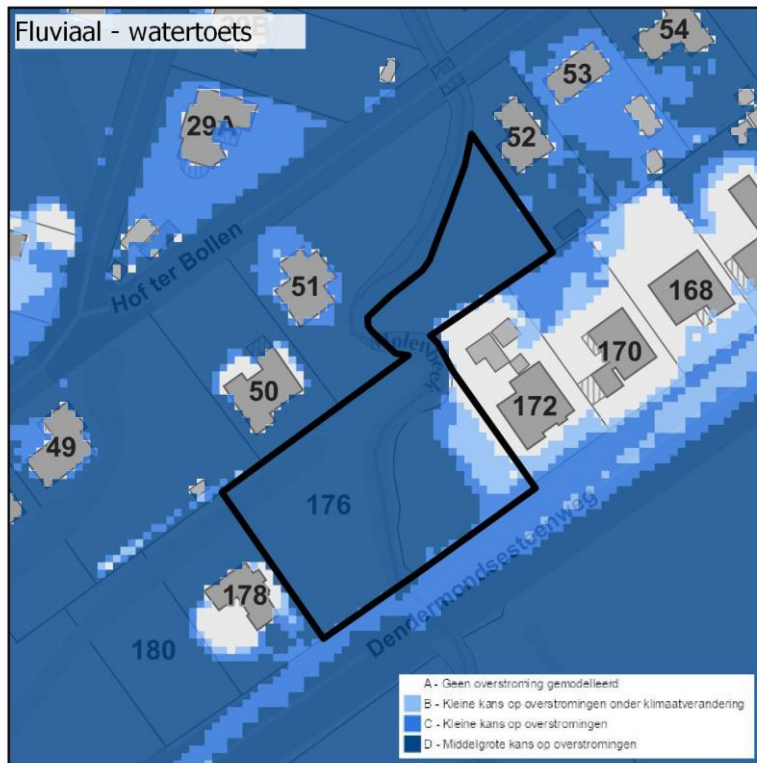 Fluviaal - watertoets
54
53
29A
52
Hof ter Bollen
51
168
Molenbeek
170
50
172
49
176
Dendermondsesteenweg
178
180
A - Geen overstroming gemodelleerd
B - Kleine kans op overstromingen onder klimaatverandering
C - Kleine kans op overstromingen
D - Middelgrote kans op overstromingen